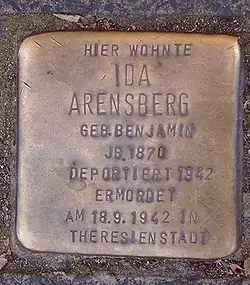 HIER WOHNTE
IDA
ARENSBERG
GEB. BENJAMIN
JG. 1870
DEPORTIERT 1942
ERMORDET
AM 18.9.1942 IN
THERESIENSTADT